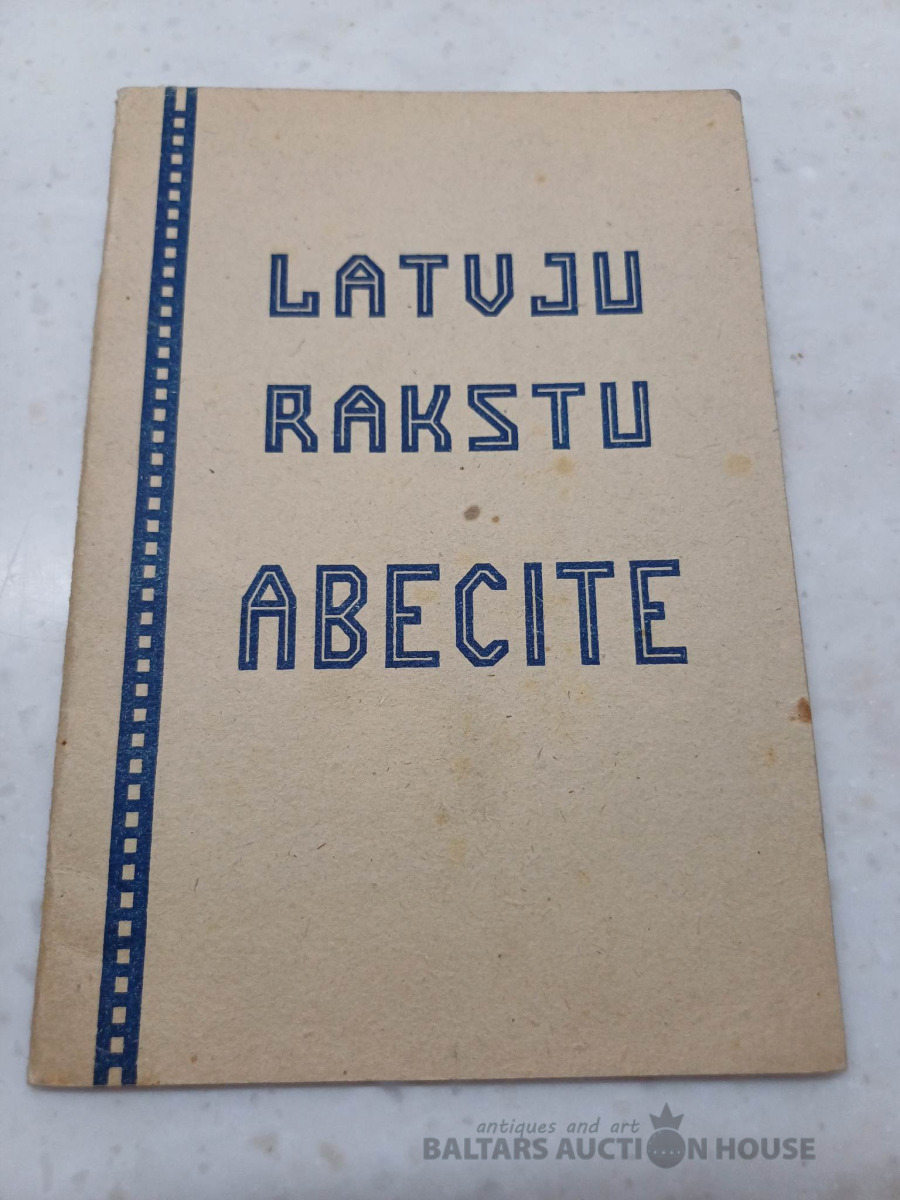 LATVJU
RAKSTU
ABECITE
antiques and art
BALTARS AUCTION HOUSE